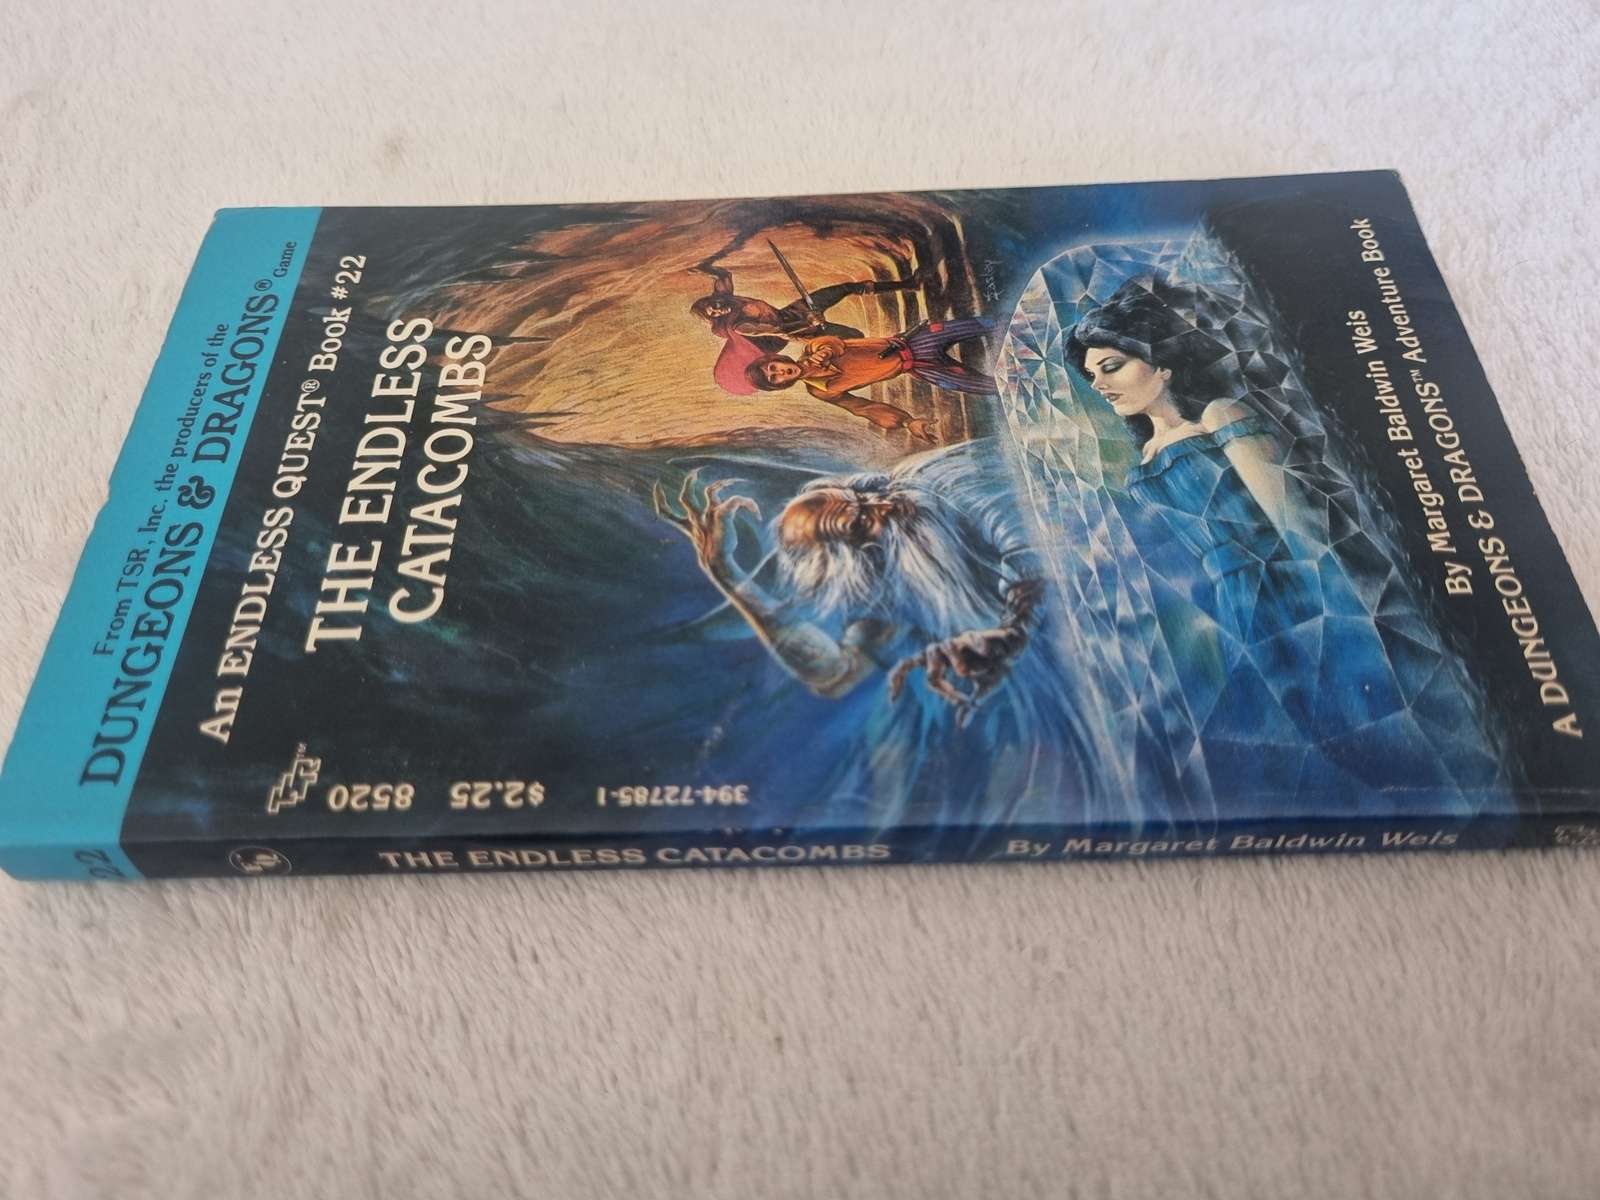 From TSR, Inc. the producers of the
DUNGEONS & DRAGONS® Game
An ENDLESS QUEST® Book #22
THE ENDLESS
CATACOMBS
TSR™
8520
$2.25
394-72785-1
By Margaret Baldwin Weis
A DUNGEONS & DRAGONS™ Adventure Book
22
THE ENDLESS CATACOMBS
By Margaret Baldwin Weis